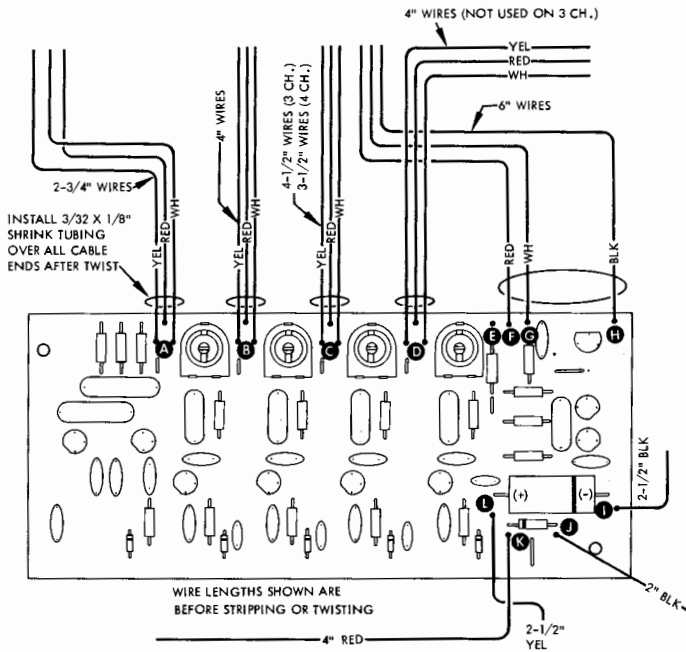 4" WIRES (NOT USED ON 3 CH.)
YEL
RED
WH
6" WIRES
4" WIRES
4-1/2" WIRES (3 CH.)
3-1/2" WIRES (4 CH.)
2-3/4" WIRES
INSTALL 3/32 X 1/8"
SHRINK TUBING
OVER ALL CABLE
ENDS AFTER TWIST
YEL
RED
WH
YEL
RED
WH
YEL
RED
WH
RED
WH
BLK
A
B
C
D
E
F
G
H
2-1/2" BLK
L
(+)
(-)
I
K
J
WIRE LENGTHS SHOWN ARE
BEFORE STRIPPING OR TWISTING
2" BLK
4" RED
2-1/2"
YEL